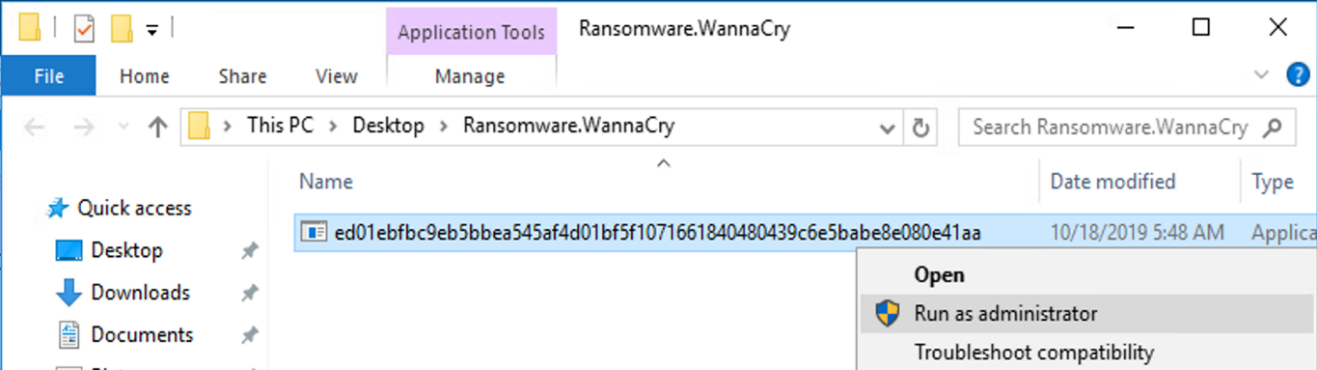 Application Tools Ransomware.WannaCry
File Home Share View Manage
This PC Desktop Ransomware.WannaCry Search Ransomware.WannaCry
Name Date modified Type
Quick access
ed01ebfbc9eb5bbea545af4d01bf5f1071661840480439c6e5babe8e080e41aa 10/18/2019 5:48 AM Applica
Desktop
Open
Downloads
Run as administrator
Documents
Troubleshoot compatibility